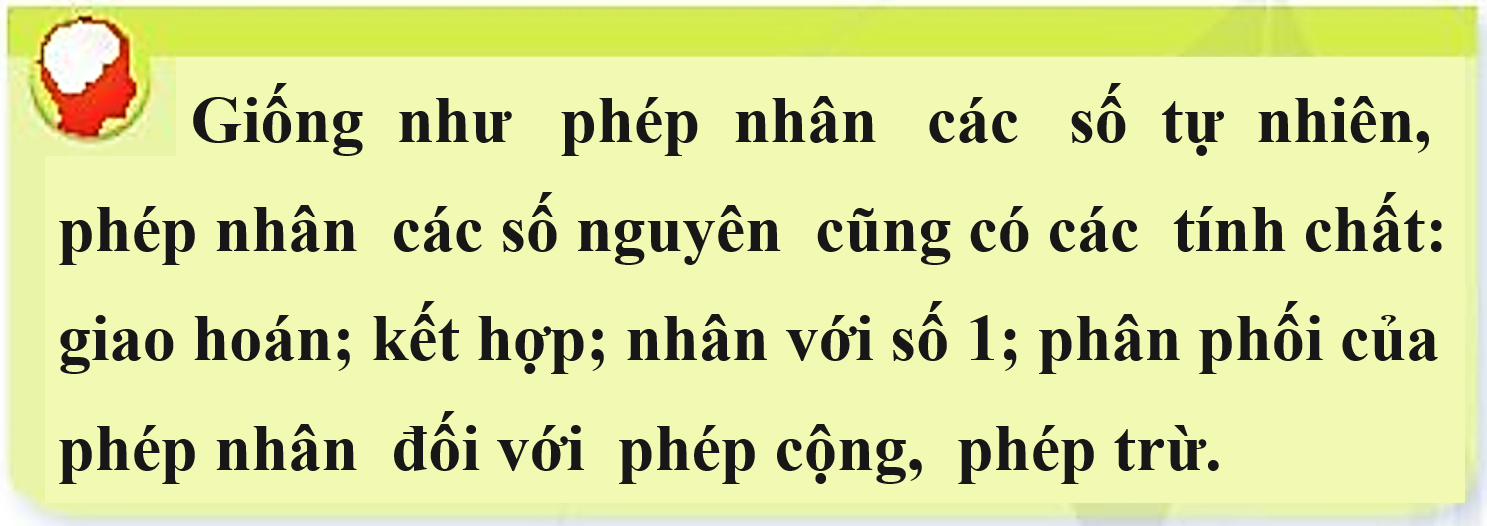 Giống như phép nhân các số tự nhiên,
phép nhân các số nguyên cũng có các tính chất:
giao hoán; kết hợp; nhân với số 1; phân phối của
phép nhân đối với phép cộng, phép trừ.